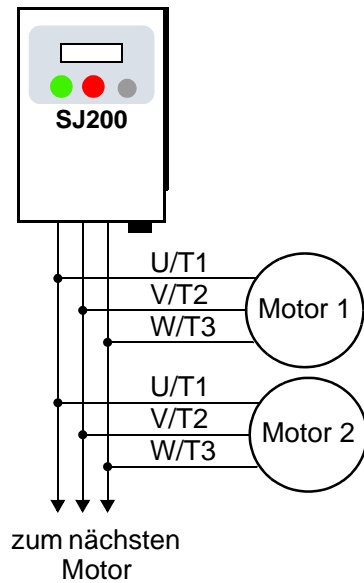 SJ200
U/T1
V/T2
Motor 1
W/T3
U/T1
V/T2
Motor 2
W/T3
zum nächsten
Motor